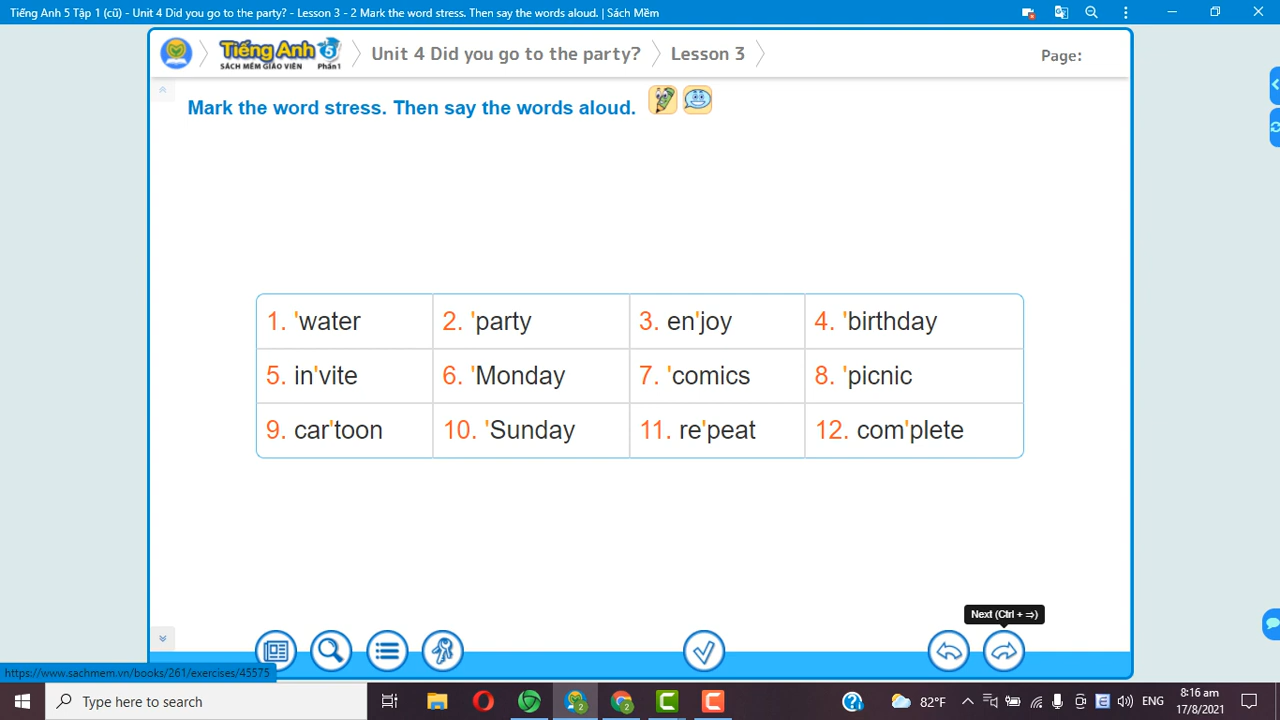 Tiếng Anh 5 Tập 1 (cũ) - Unit 4 Did you go to the party? - Lesson 3 - 2 Mark the word stress. Then say the words aloud. | Sách Mềm
Tiếng Anh 5
SÁCH MỀM GIÁO VIÊN Phần 1
Unit 4 Did you go to the party?
Lesson 3
Page:
Mark the word stress. Then say the words aloud.
1. 'water 2. 'party 3. en'joy 4. 'birthday
5. in'vite 6. 'Monday 7. 'comics 8. 'picnic
9. car'toon 10. 'Sunday 11. re'peat 12. com'plete
Next (Ctrl + ⇒)
https://www.sachmem.vn/books/261/exercises/45575
Type here to search
2
2
82°F
ENG
8:16 am
17/8/2021